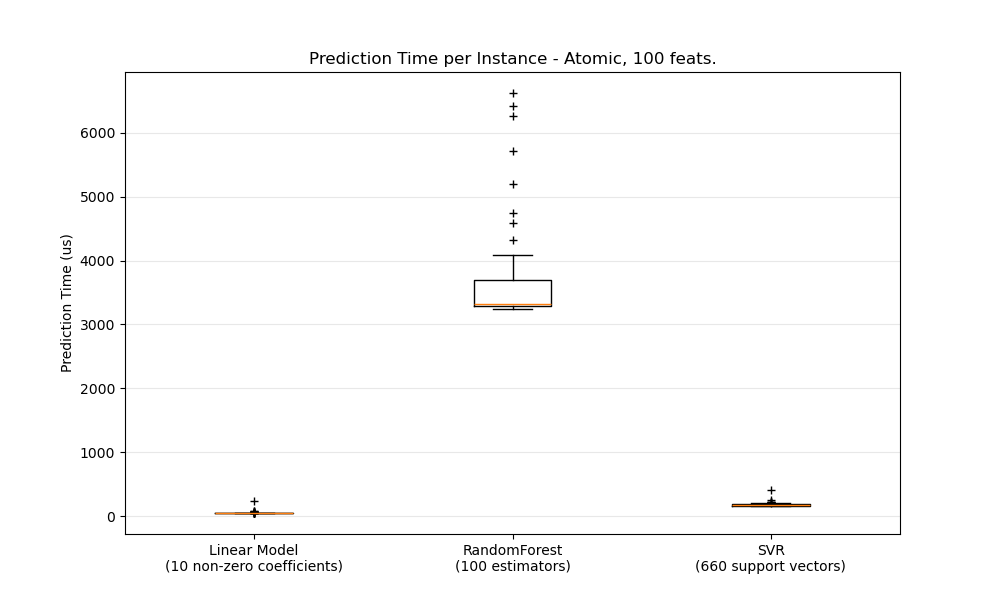 Prediction Time per Instance - Atomic, 100 feats.
Prediction Time (us)
6000
5000
4000
3000
2000
1000
0
Linear Model
(10 non-zero coefficients)
RandomForest
(100 estimators)
SVR
(660 support vectors)